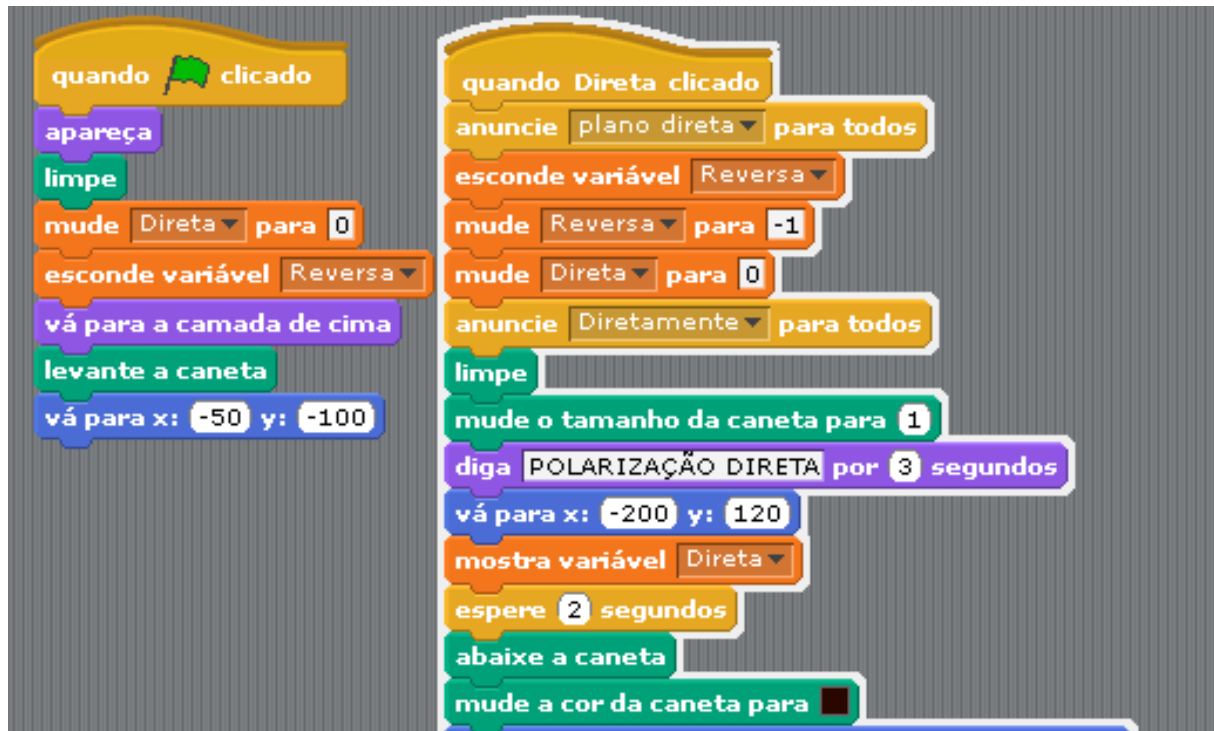 quando clicado
apareça
limpe
mude Direta para 0
esconde variável Reversa
vá para a camada de cima
levante a caneta
vá para x: -50 y: -100
quando Direta clicado
anuncie plano direta para todos
esconde variável Reversa
mude Reversa para -1
mude Direta para 0
anuncie Diretamente para todos
limpe
mude o tamanho da caneta para 1
diga POLARIZAÇÃO DIRETA por 3 segundos
vá para x: -200 y: 120
mostra variável Direta
espere 2 segundos
abaixe a caneta
mude a cor da caneta para